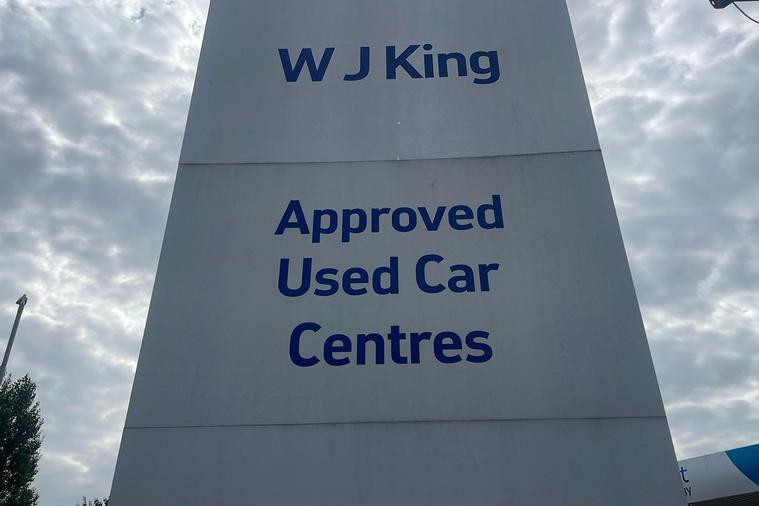 W J King
Approved
Used Car
Centres